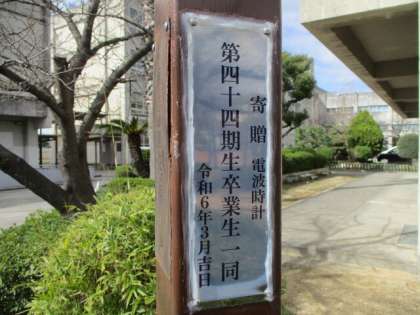 寄贈 電波時計
第四十四期生卒業生一同
令和6年3月吉日